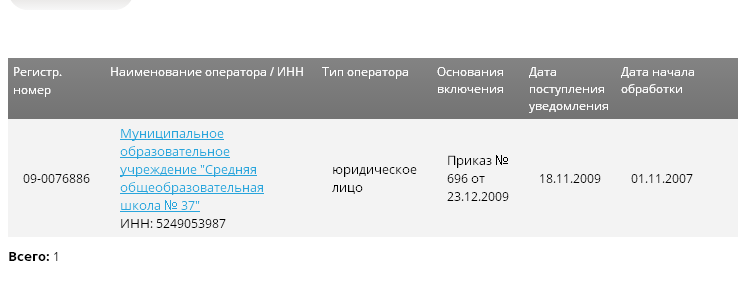 Регистр. номер
Наименование оператора / ИНН
Тип оператора
Основания включения
Дата поступления уведомления
Дата начала обработки
09-0076886
Муниципальное
образовательное
учреждение "Средняя
общеобразовательная
школа № 37"
ИНН: 5249053987
юридическое
лицо
Приказ №
696 от
23.12.2009
18.11.2009
01.11.2007
Всего: 1